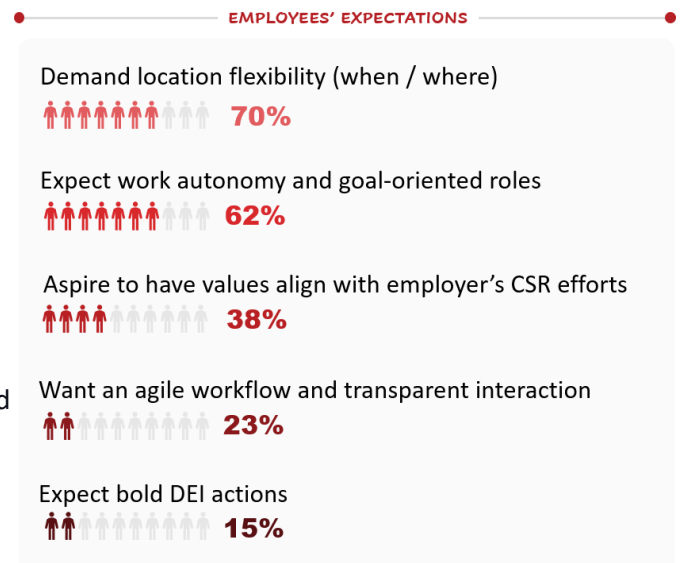 EMPLOYEES' EXPECTATIONS
Demand location flexibility (when / where)
70%
Expect work autonomy and goal-oriented roles
62%
Aspire to have values align with employer's CSR efforts
38%
d
Want an agile workflow and transparent interaction
23%
Expect bold DEI actions
15%